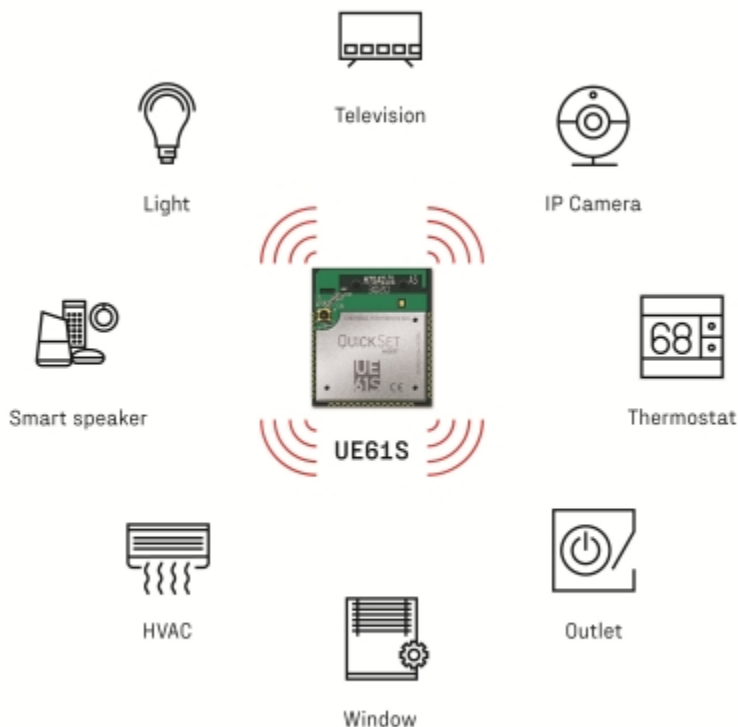 Television
Light
IP Camera
QUICKSET
UE
61S
CE
68
Smart speaker
Thermostat
UE61S
HVAC
Outlet
Window